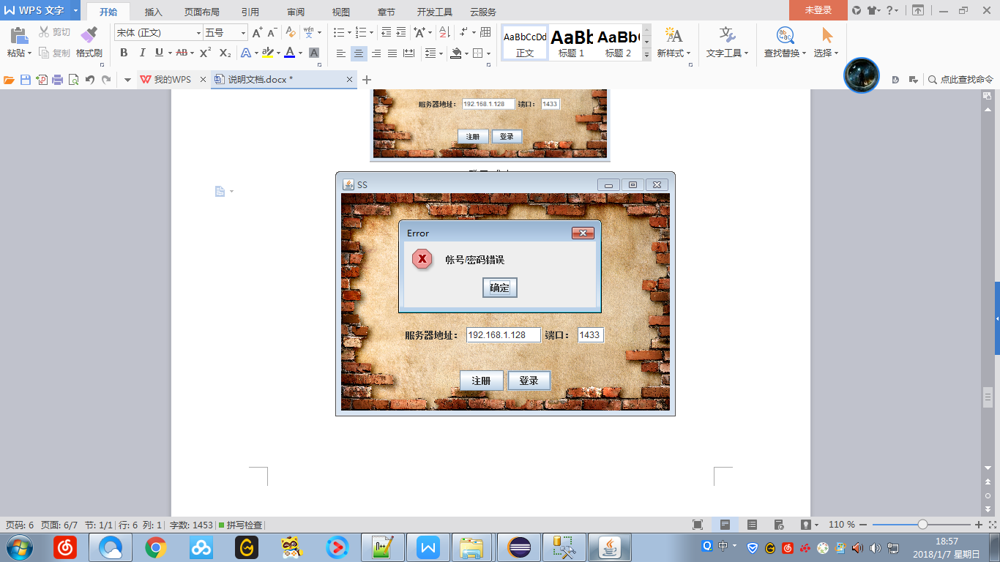 W WPS 文字 开始 插入 页面布局 引用 审阅 视图 章节 开发工具 云服务 未登录
粘贴 剪切 复制 格式刷 宋体 (正文) 五号 AaBbCcDd 正文 AaBb 标题 1 AaBb 标题 2 新样式 文字工具 查找替换 选择
我的WPS 说明文档.docx * 点此查找命令
服务器地址： 192.168.1.128 端口： 1433
注册 登录
SS
Error
帐号/密码错误
确定
服务器地址： 192.168.1.128 端口： 1433
注册 登录
页码: 6 页面: 6/7 节: 1/1 行: 6 列: 1 字数: 1453 拼写检查 110 %
中 18:57
2018/1/7 星期日